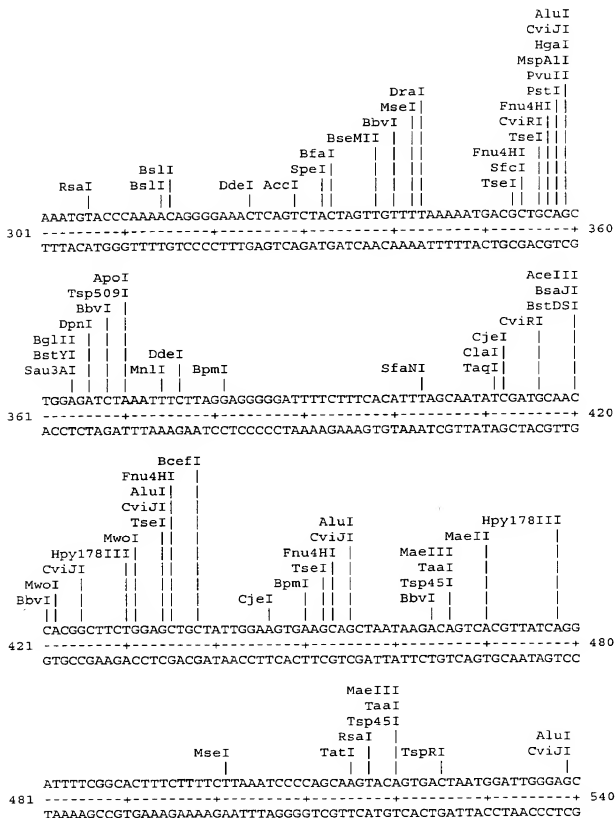 AluI
CviJI
HgaI
MspA1I
PvuII
DraI PstI
MseI Fnu4HI
BbvI CviRI
BseMII TseI
BfaI Fnu4HI
BslI SpeI SfcI
RsaI BslI DdeI AccI TseI
AAATGTACCCAAAACAGGGGAAACTCAGTCTACTAGTTGTTTTAAAAATGACGCTGCAGC
301 ---------+---------+---------+---------+---------+---------+ 360
TTTACATGGGTTTTGTCCCCTTTGAGTCAGATGATCAACAAAATTTTTACTGCGACGTCG
ApoI
Tsp509I AceIII
BbvI BsaJI
DpnI BstDSI
BglII CviRI
BstYI DdeI CjeI
Sau3AI MnlI BpmI SfaNI ClaI
TaqI
TGGAGATCTAAATTTCTTAGGAGGGGGATTTTCTTTCACATTTAGCAATATCGATGCAAC
361 ---------+---------+---------+---------+---------+---------+ 420
ACCTCTAGATTTAAAGAATCCTCCCCCTAAAAGAAAGTGTAAATCGTTATAGCTACGTTG
BcefI
Fnu4HI
AluI
CviJI AluI
TseI CviJI
MwoI Fnu4HI MaeII Hpy178III
Hpy178III TseI MaeIII
CviJI BpmI TaaI
MwoI Tsp45I
BbvI CjeI BbvI
CACGGCTTCTGGAGCTGCTATTGGAAGTGAAGCAGCTAATAAGACAGTCACGTTATCAGG
421 ---------+---------+---------+---------+---------+---------+ 480
GTGCCGAAGACCTCGACGATAACCTTCACTTCGTCGATTATTCTGTCAGTGCAATAGTCC
MaeIII
TaaI
Tsp45I
RsaI AluI
MseI TatI TspRI CviJI
ATTTTCGGCACTTTCTTTTCTTAAATCCCCAGCAAGTACAGTGACTAATGGATTGGGAGC
481 ---------+---------+---------+---------+---------+---------+ 540
TAAAAGCCGTGAAAGAAAAGAATTTAGGGGTCGTTCATGTCACTGATTACCTAACCCTCG